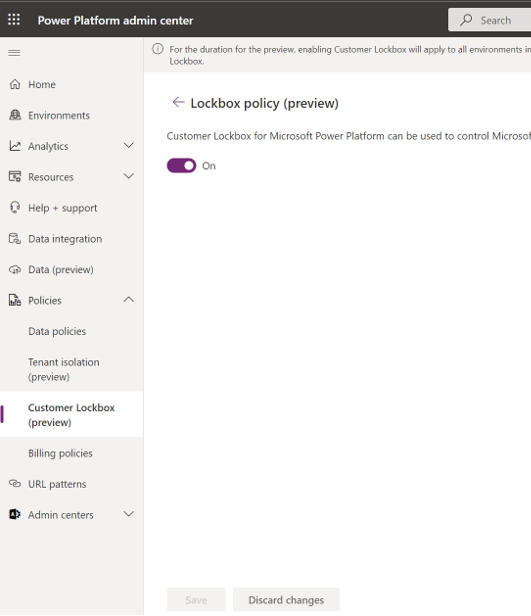 Power Platform admin center
Search
For the duration for the preview, enabling Customer Lockbox will apply to all environments in
Lockbox.
Home
Environments
Analytics
Resources
Help + support
Data integration
Data (preview)
Policies
Data policies
Tenant isolation
(preview)
Customer Lockbox
(preview)
Billing policies
URL patterns
Admin centers
Lockbox policy (preview)
Customer Lockbox for Microsoft Power Platform can be used to control Microsof
On
Save
Discard changes